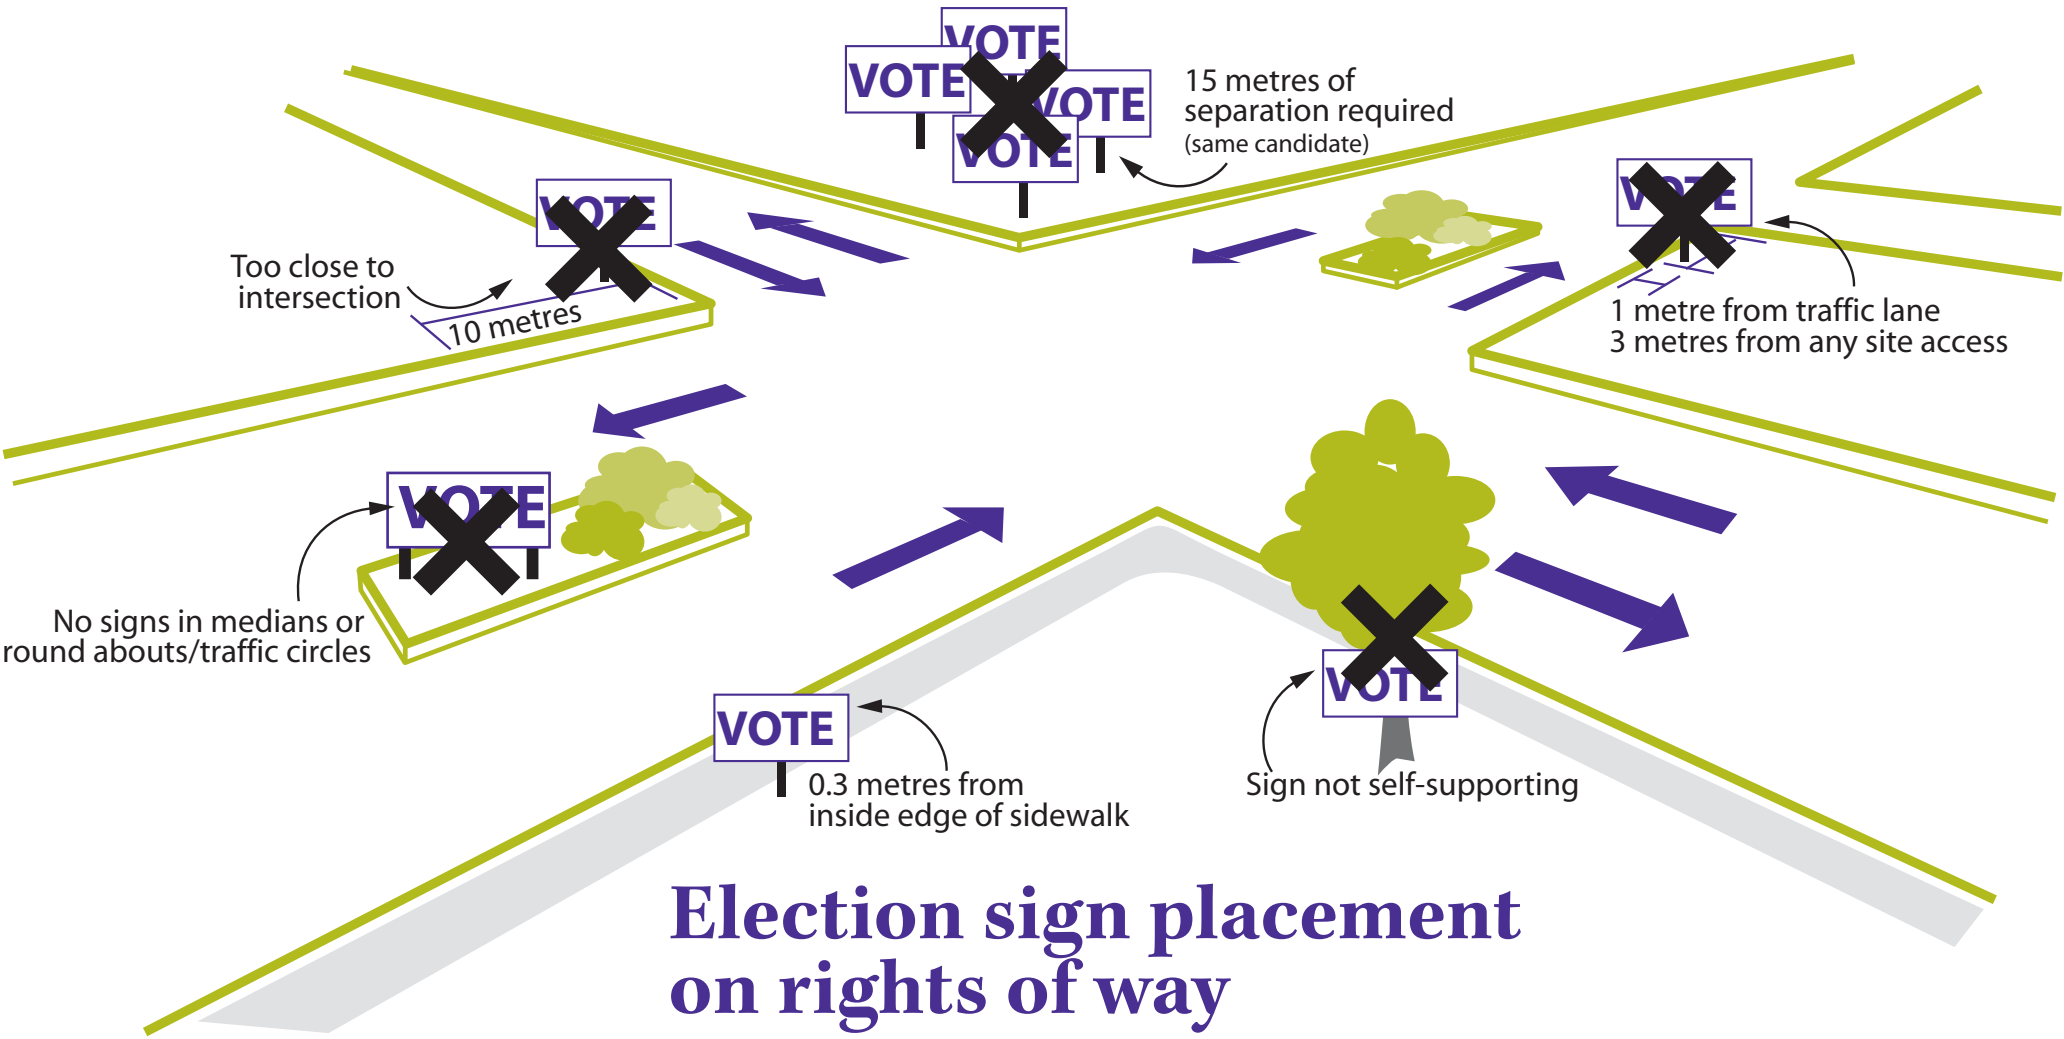 VOTE
VOTE
VOTE
VOTE
15 metres of
separation required
(same candidate)
VOTE
Too close to
intersection
10 metres
VOTE
1 metre from traffic lane
3 metres from any site access
VOTE
No signs in medians or
round abouts/traffic circles
VOTE
0.3 metres from
inside edge of sidewalk
VOTE
Sign not self-supporting
Election sign placement
on rights of way